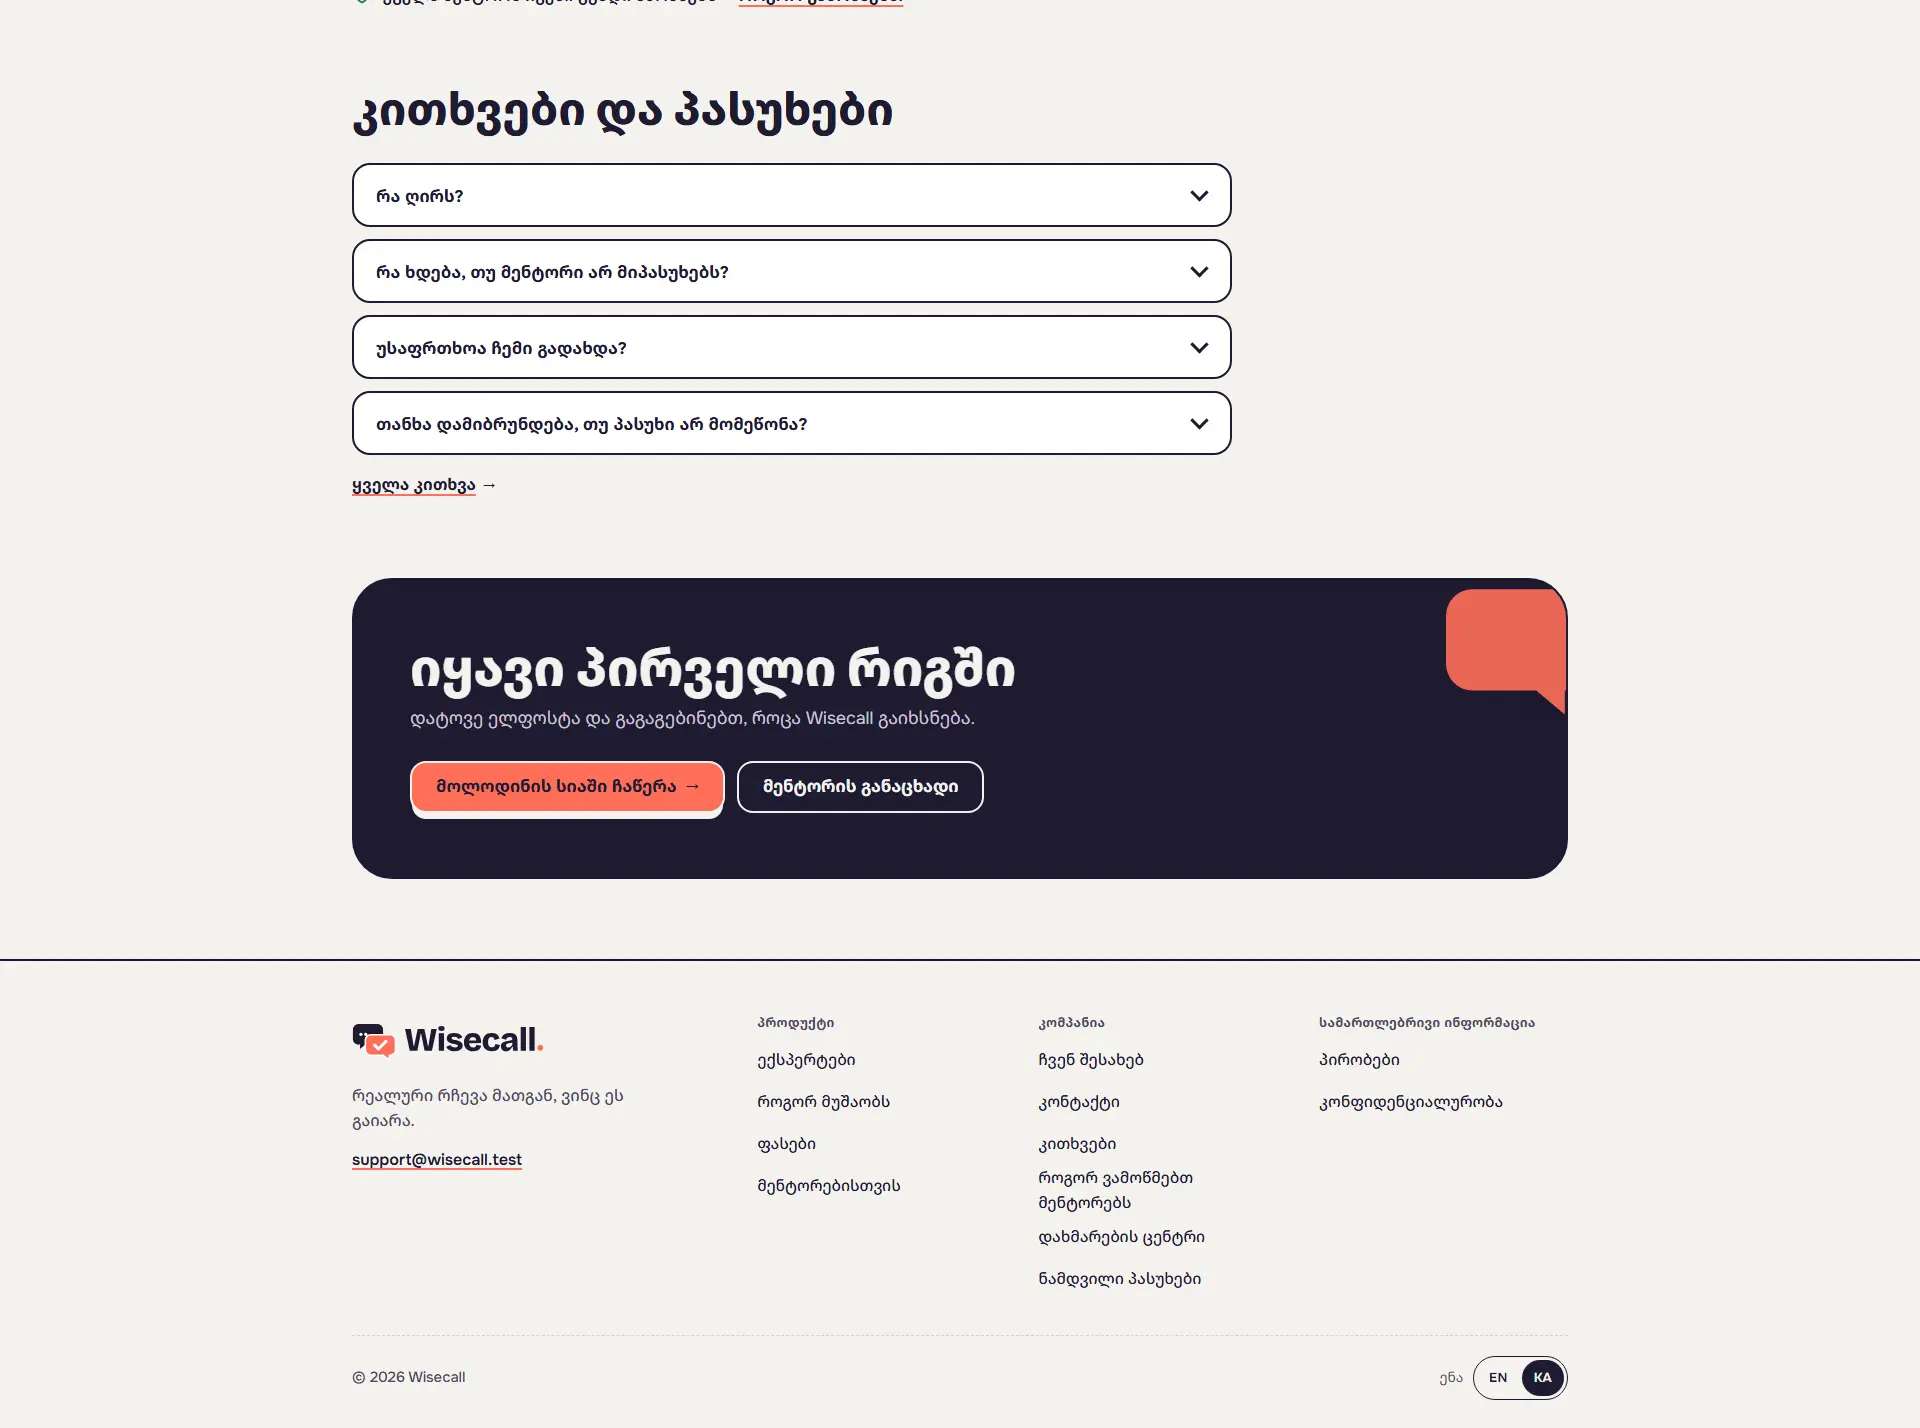 კითხვები და პასუხები
რა ღირს?
რა ხდება, თუ მენტორი არ მიპასუხებს?
უსაფრთხოა ჩემი გადახდა?
თანხა დამიბრუნდება, თუ პასუხი არ მომეწონა?
ყველა კითხვა →
იყავი პირველი რიგში
დატოვე ელფოსტა და გაგაგებინებთ, როცა Wisecall გაიხსნება.
მოლოდინის სიაში ჩაწერა →
მენტორის განაცხადი
Wisecall.
რეალური რჩევა მათგან, ვინც ეს
გაიარა.
support@wisecall.test
პროდუქტი
ექსპერტები
როგორ მუშაობს
ფასები
მენტორებისთვის
კომპანია
ჩვენ შესახებ
კონტაქტი
კითხვები
როგორ ვამოწმებთ
მენტორებს
დახმარების ცენტრი
ნამდვილი პასუხები
სამართლებრივი ინფორმაცია
პირობები
კონფიდენციალურობა
© 2026 Wisecall
ენა
EN
KA